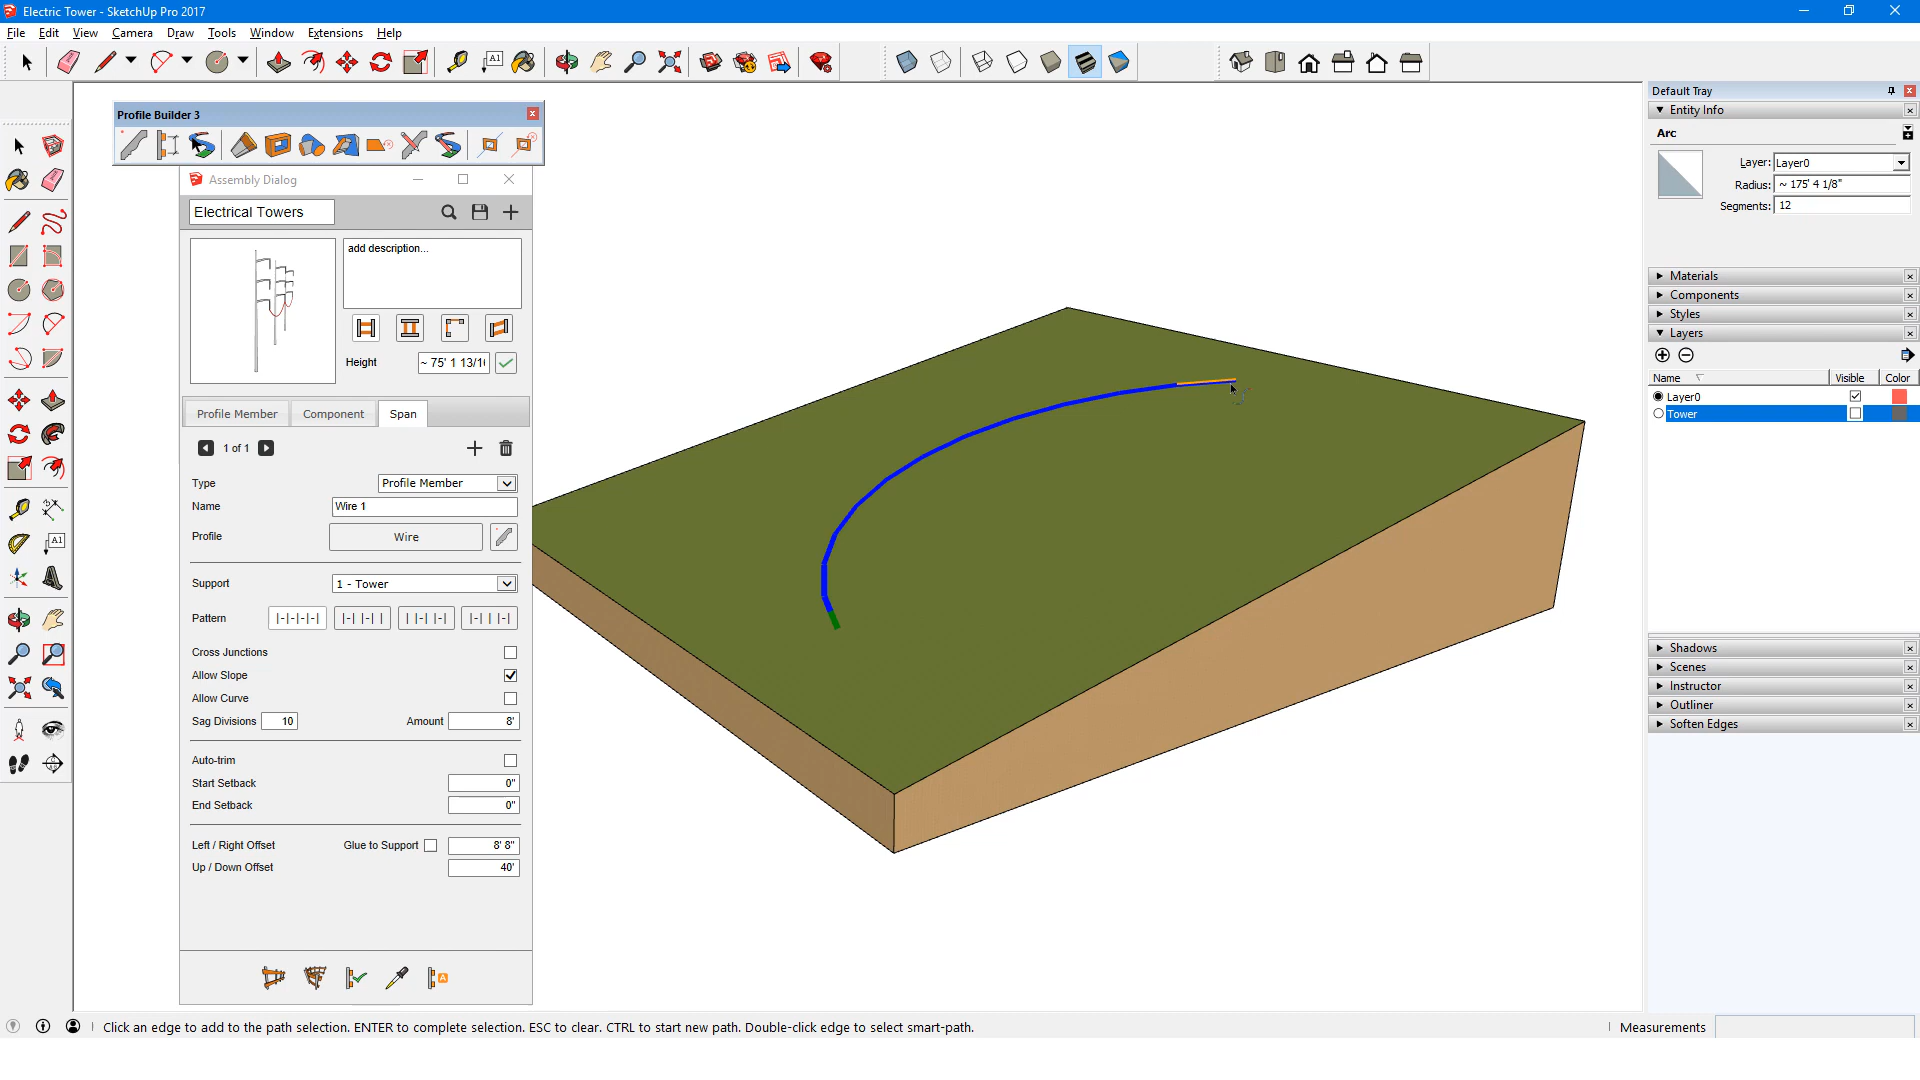 Electric Tower - SketchUp Pro 2017
File Edit View Camera Draw Tools Window Extensions Help
Profile Builder 3
Assembly Dialog
Electrical Towers
add description...
Height ~ 75' 1 13/1
Profile Member Component Span
1 of 1
Type Profile Member
Name Wire 1
Profile Wire
Support 1 - Tower
Pattern |-|-|-|-| |-| |-| | | |-| |-| |-| | |-|
Cross Junctions
Allow Slope
Allow Curve
Sag Divisions 10 Amount 8'
Auto-trim
Start Setback 0"
End Setback 0"
Left / Right Offset Glue to Support 8' 8"
Up / Down Offset 40'
Default Tray
Entity Info
Arc
Layer: Layer0
Radius: ~ 175' 4 1/8"
Segments: 12
Materials
Components
Styles
Layers
Name Visible Color
Layer0
Tower
Shadows
Scenes
Instructor
Outliner
Soften Edges
Click an edge to add to the path selection. ENTER to complete selection. ESC to clear. CTRL to start new path. Double-click edge to select smart-path.
Measurements